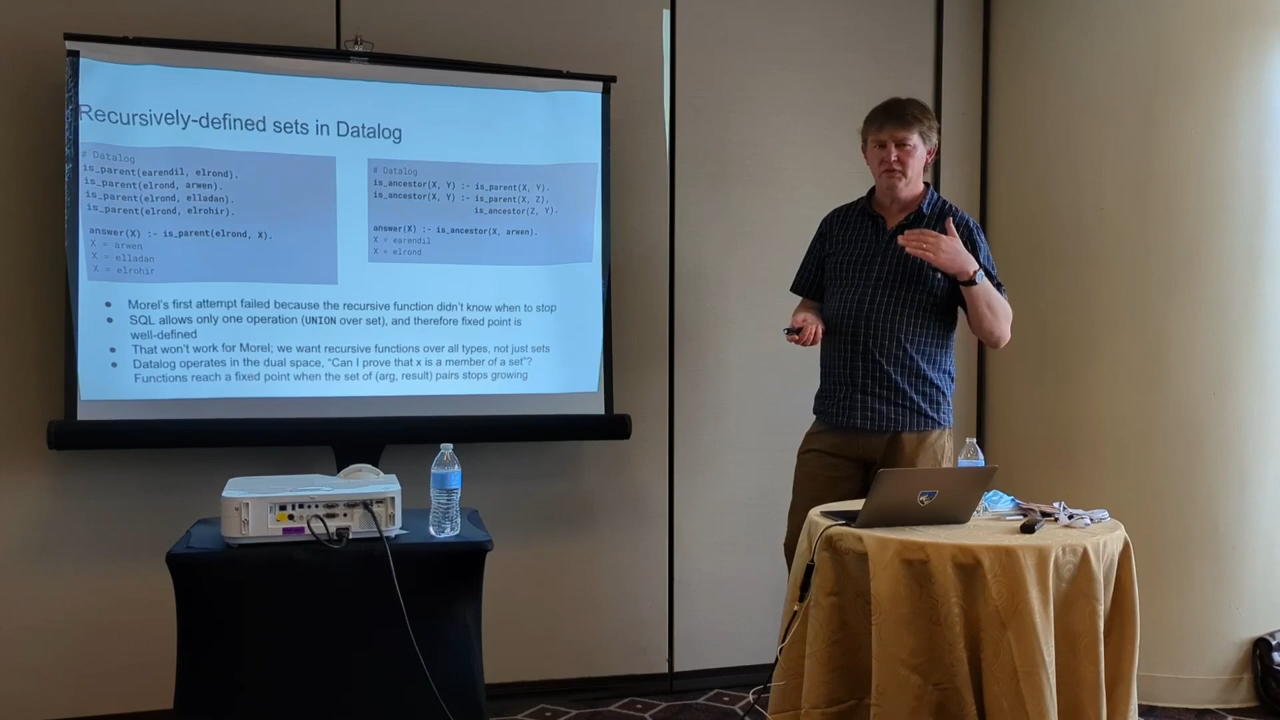 Recursively-defined sets in Datalog
# Datalog
is_parent(earendil, elrond).
is_parent(elrond, arwen).
is_parent(elrond, elladan).
is_parent(elrond, elrohir).
answer(X) :- is_parent(elrond, X).
X = arwen
X = elladan
X = elrohir
# Datalog
is_ancestor(X, Y) :- is_parent(X, Y).
is_ancestor(X, Y) :- is_parent(X, Z),
is_ancestor(Z, Y).
answer(X) :- is_ancestor(X, arwen).
X = earendil
X = elrond
● Morel's first attempt failed because the recursive function didn't know when to stop
● SQL allows only one operation (UNION over set), and therefore fixed point is
well-defined
● That won't work for Morel; we want recursive functions over all types, not just sets
● Datalog operates in the dual space, “Can I prove that x is a member of a set”?
Functions reach a fixed point when the set of (arg, result) pairs stops growing